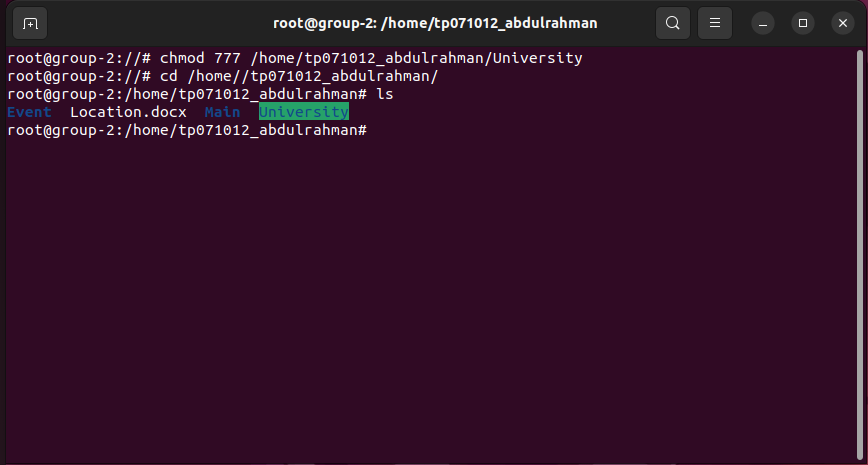 root@group-2: /home/tp071012_abdulrahman
root@group-2://# chmod 777 /home/tp071012_abdulrahman/University
root@group-2://# cd /home//tp071012_abdulrahman/
root@group-2:/home/tp071012_abdulrahman# ls
Event  Location.docx  Main  University
root@group-2:/home/tp071012_abdulrahman#